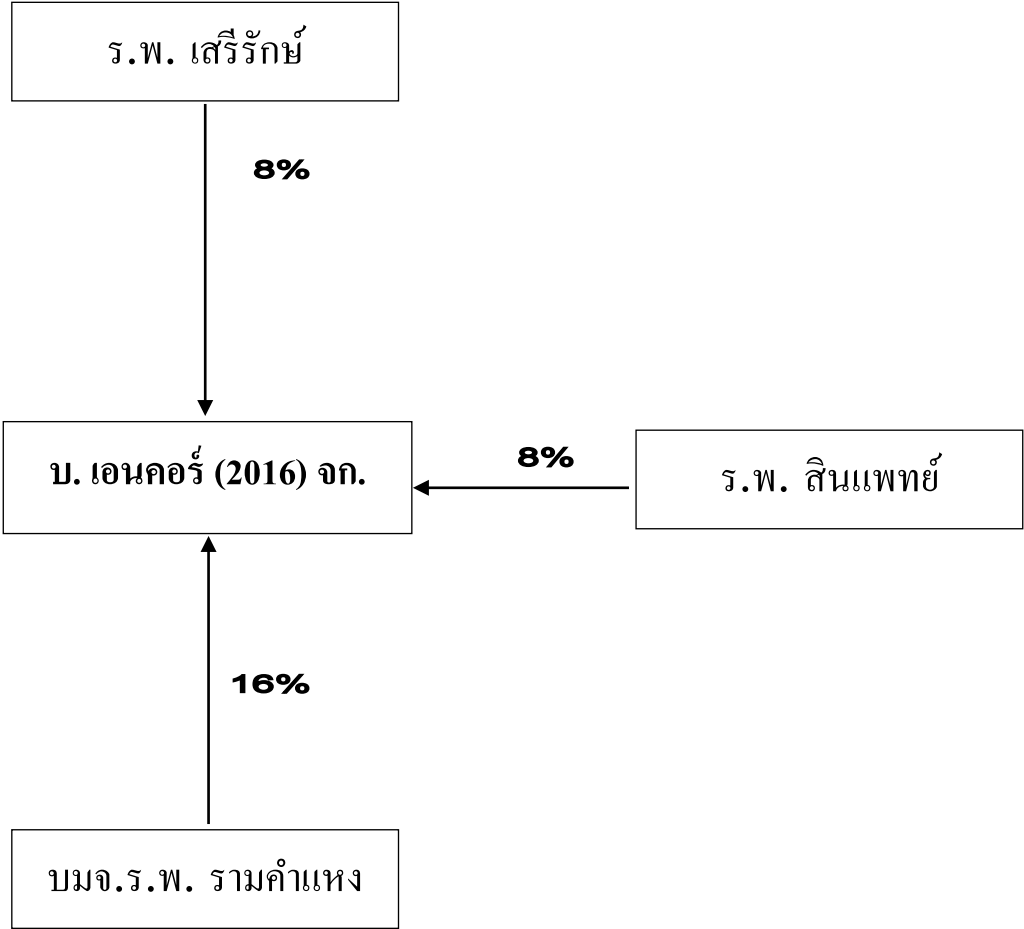 ร.พ. เสรีรักษ์
8%
บ. เอนคอร์ (2016) จก.
8%
ร.พ. สินแพทย์
16%
บมจ.ร.พ. รามคำแหง